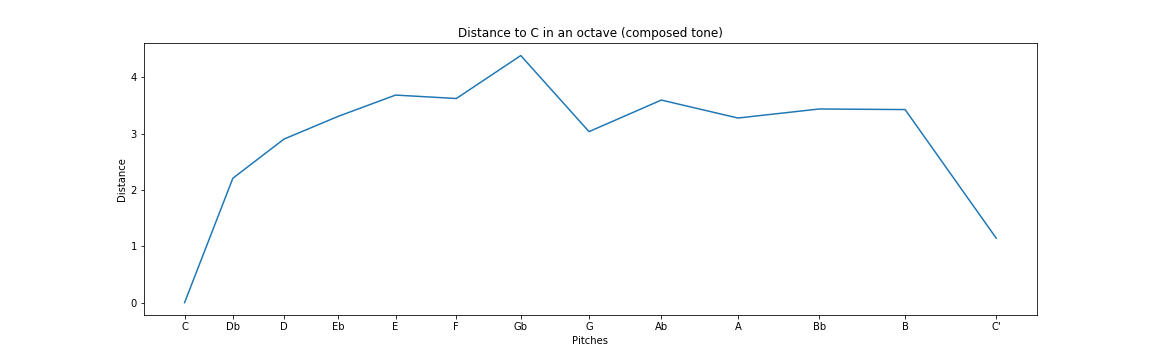 Distance to C in an octave (composed tone)
4
3
2
1
0
Distance
C Db D Eb E F Gb G Ab A Bb B C'
Pitches